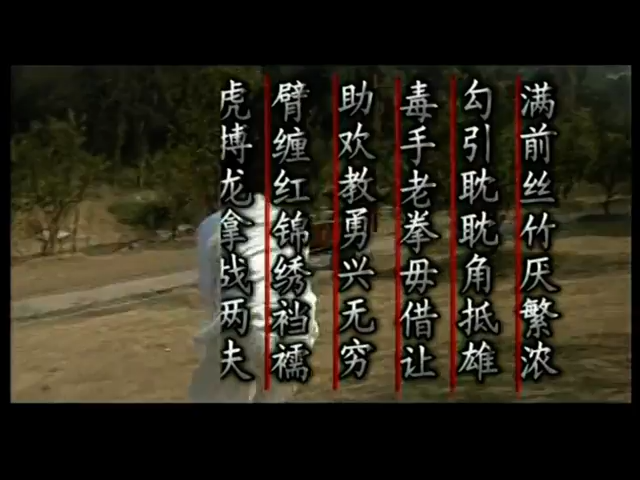 满前丝竹厌繁浓
勾引耽耽角抵雄
毒手老拳毋借让
助欢教勇兴无穷
臂缠红锦绣裆襦
虎博龙拿战两夫